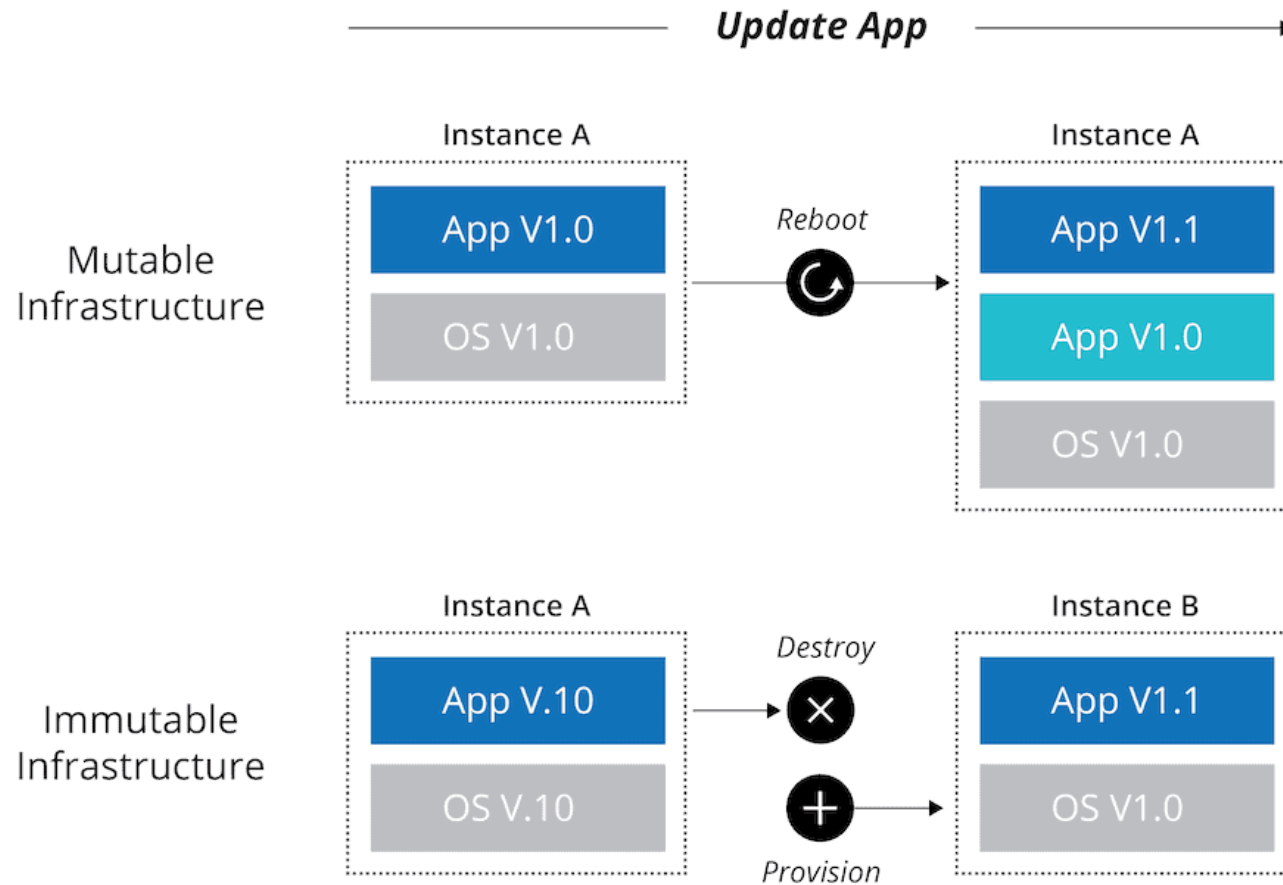 Update App
Instance A
Instance A
Mutable
Infrastructure
App V1.0
OS V1.0
Reboot
App V1.1
App V1.0
OS V1.0
Instance A
Instance B
Immutable
Infrastructure
App V.10
OS V.10
Destroy
Provision
App V1.1
OS V1.0